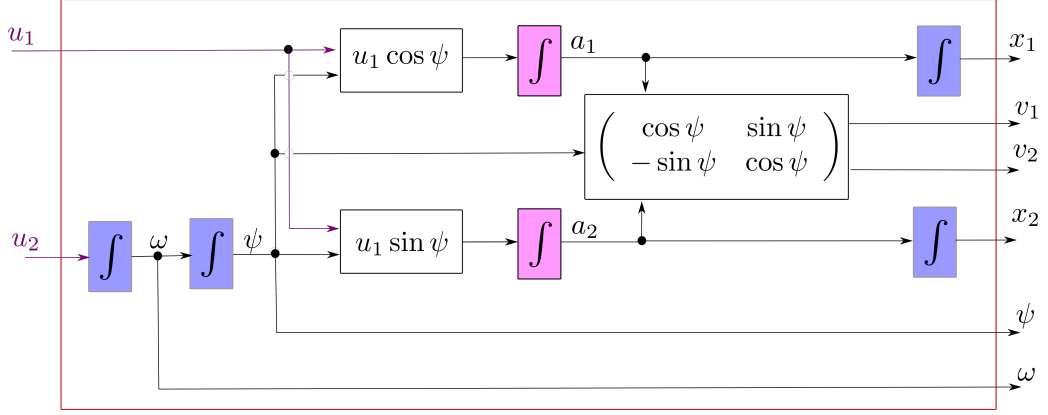 u₁
u₁ cos ψ
∫
a₁
∫
x₁
cos ψ sin ψ
− sin ψ cos ψ
v₁
v₂
u₂
∫
ω
∫
ψ
u₁ sin ψ
∫
a₂
∫
x₂
ψ
ω